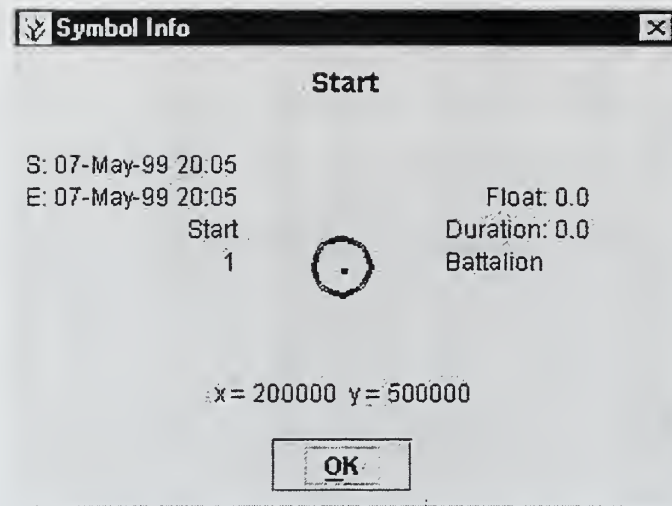 Symbol Info
Start
S: 07-May-99 20:05
E: 07-May-99 20:05
Float: 0.0
Start
Duration: 0.0
1
Battalion
x = 200000 y = 500000
OK